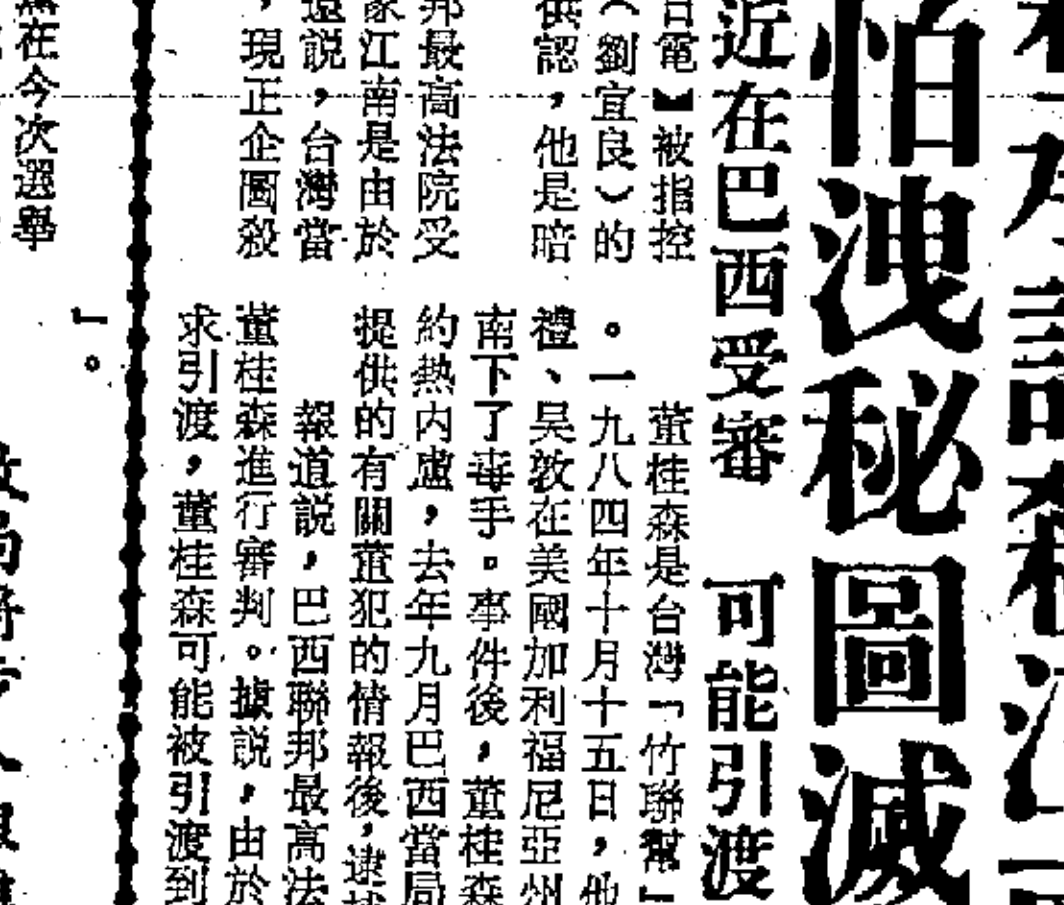 怕洩秘圖滅
近在巴西受審　可能引渡
日電】被指控
（劉宜良）的
供認，他是暗
邦最高法院受
家江南是由於
還說，台灣當
，現正企圖殺
董桂森是台灣「竹聯幫」
。一九八四年十月十五日，他
禮、吳敦在美國加利福尼亞州
南下了毒手。事件後，董桂森
約熱內盧，去年九月巴西當局
提供的有關董犯的情報後，逮捕
報道說，巴西聯邦最高法
董桂森進行審判。據說，由於
求引渡，董桂森可能被引渡到
在今次選舉
」。